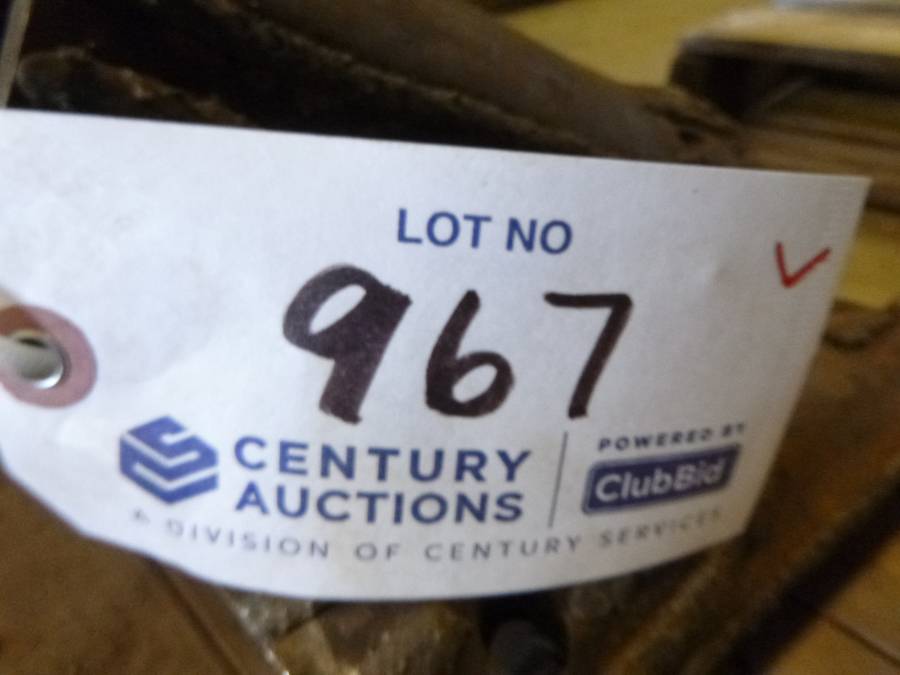 LOT NO
967
CENTURY
AUCTIONS
POWERED BY
ClubBid
A DIVISION OF CENTURY SERVICES